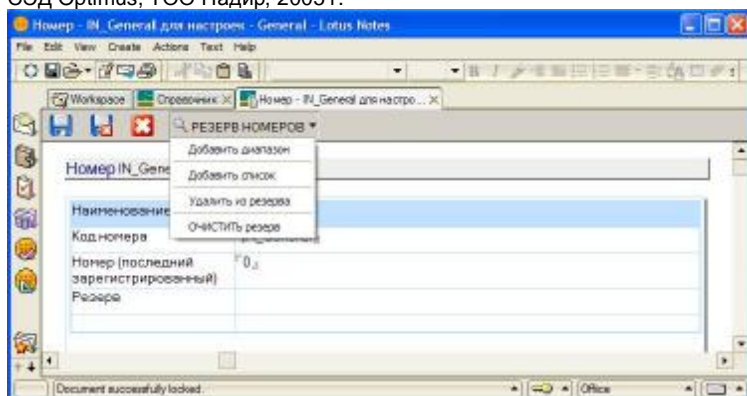 СЭД Optimus, ТОО Надир, 2005г.
Номер - IN_General для настроек - General - Lotus Notes
File Edit View Create Actions Text Help
Workspace Справочник Номер - IN_General для настро...
РЕЗЕРВ НОМЕРОВ
Добавить диапазон
Номер IN_Gene
Добавить список
Удалить из резерва
Наименование
ОЧИСТИТЬ резерв
Код номера
Номер (последний 0
зарегистрированный)
Резерв
Document successfully locked. Office